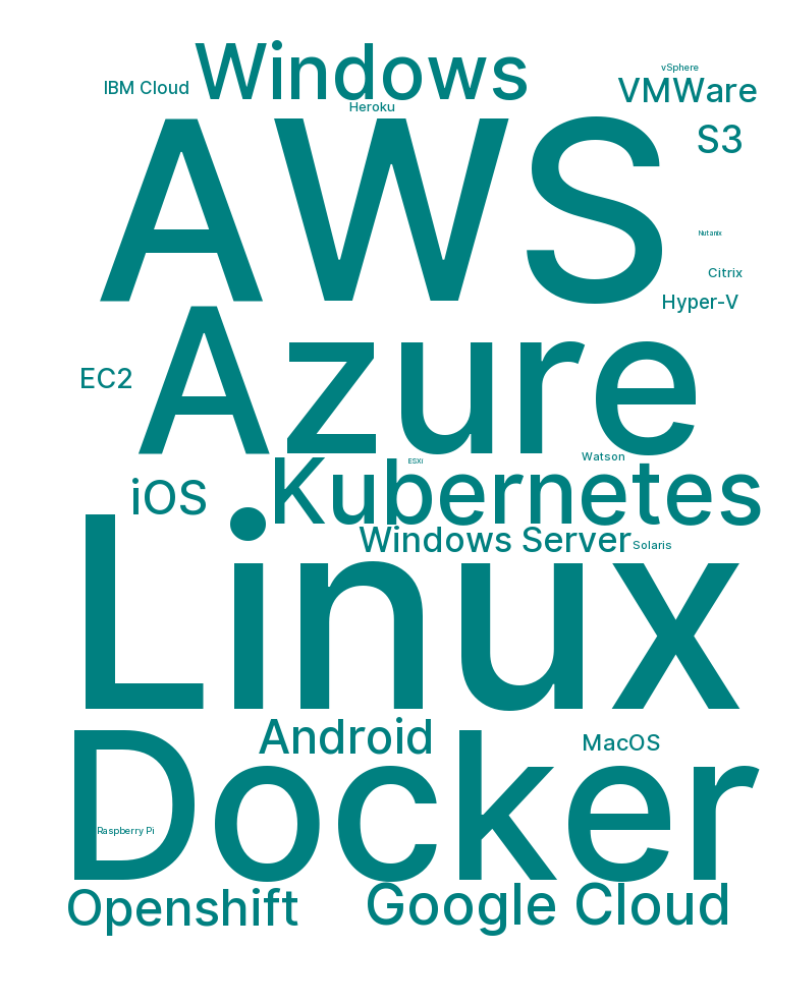 Windows
vSphere
IBM Cloud
VMWare
Heroku
AWS
S3
Nutanix
Citrix
Hyper-V
Azure
EC2
Watson
ESXi
Kubernetes
iOS
Windows Server
Solaris
Linux
Android
MacOS
Docker
Raspberry Pi
Openshift
Google Cloud